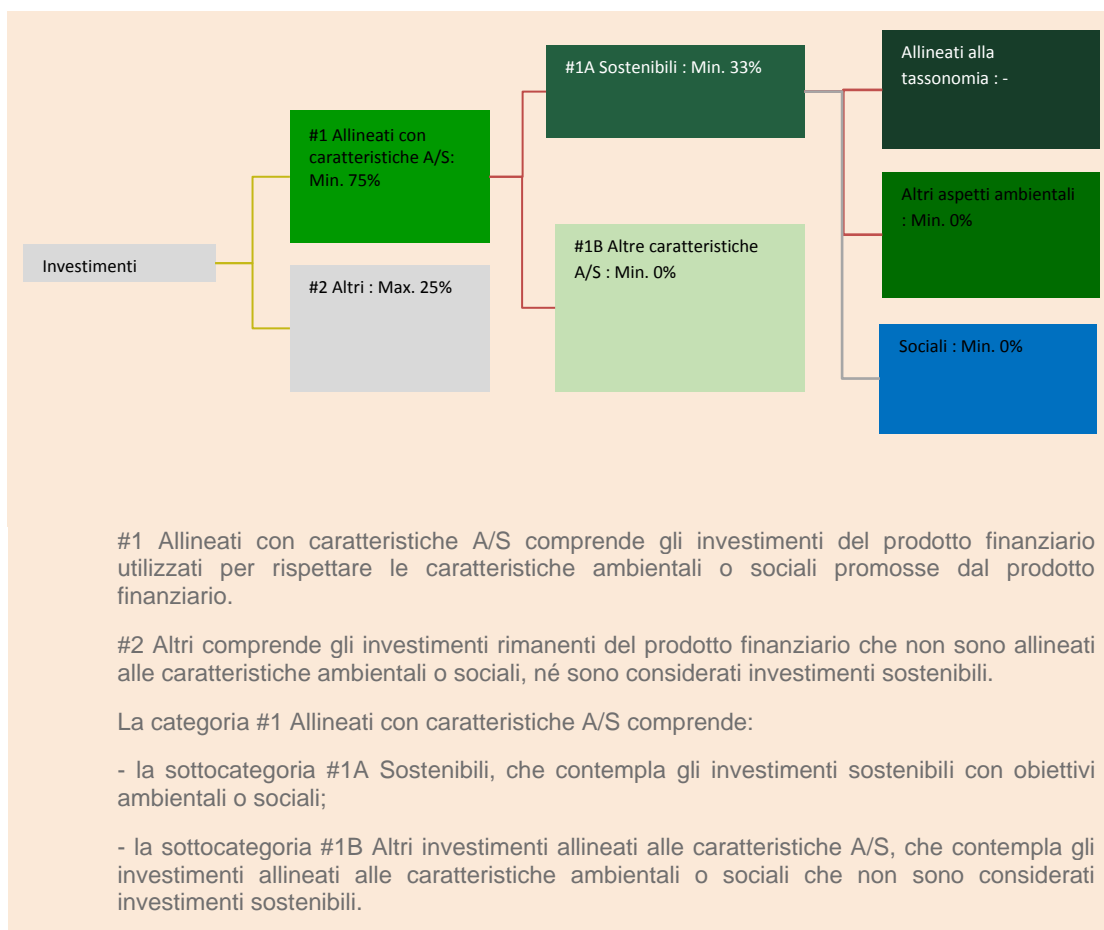 Investimenti
#1 Allineati con
caratteristiche A/S:
Min. 75%
#2 Altri : Max. 25%
#1A Sostenibili : Min. 33%
#1B Altre caratteristiche
A/S : Min. 0%
Allineati alla
tassonomia : -
Altri aspetti ambientali
: Min. 0%
Sociali : Min. 0%
#1 Allineati con caratteristiche A/S comprende gli investimenti del prodotto finanziario
utilizzati per rispettare le caratteristiche ambientali o sociali promosse dal prodotto
finanziario.
#2 Altri comprende gli investimenti rimanenti del prodotto finanziario che non sono allineati
alle caratteristiche ambientali o sociali, né sono considerati investimenti sostenibili.
La categoria #1 Allineati con caratteristiche A/S comprende:
- la sottocategoria #1A Sostenibili, che contempla gli investimenti sostenibili con obiettivi
ambientali o sociali;
- la sottocategoria #1B Altri investimenti allineati alle caratteristiche A/S, che contempla gli
investimenti allineati alle caratteristiche ambientali o sociali che non sono considerati
investimenti sostenibili.